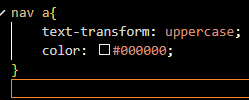 nav a{
text-transform: uppercase;
color: #000000;
}